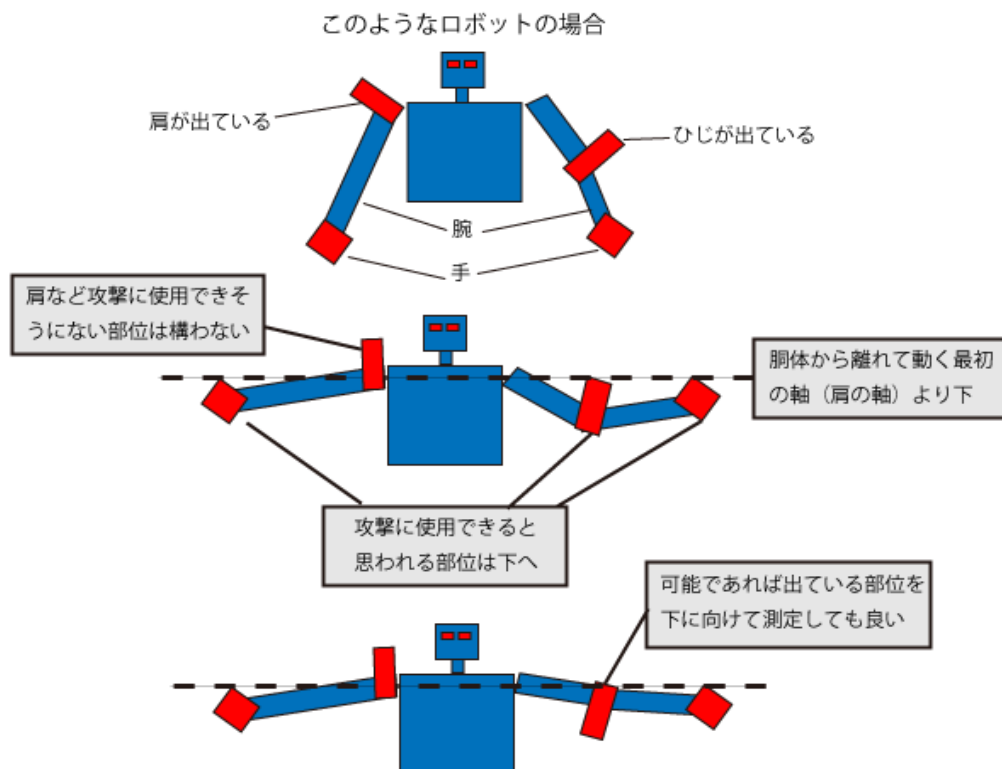 このようなロボットの場合
肩が出ている
ひじが出ている
腕
手
肩など攻撃に使用できそ
うにない部位は構わない
胴体から離れて動く最初
の軸（肩の軸）より下
攻撃に使用できると
思われる部位は下へ
可能であれば出ている部位を
下に向けて測定しても良い